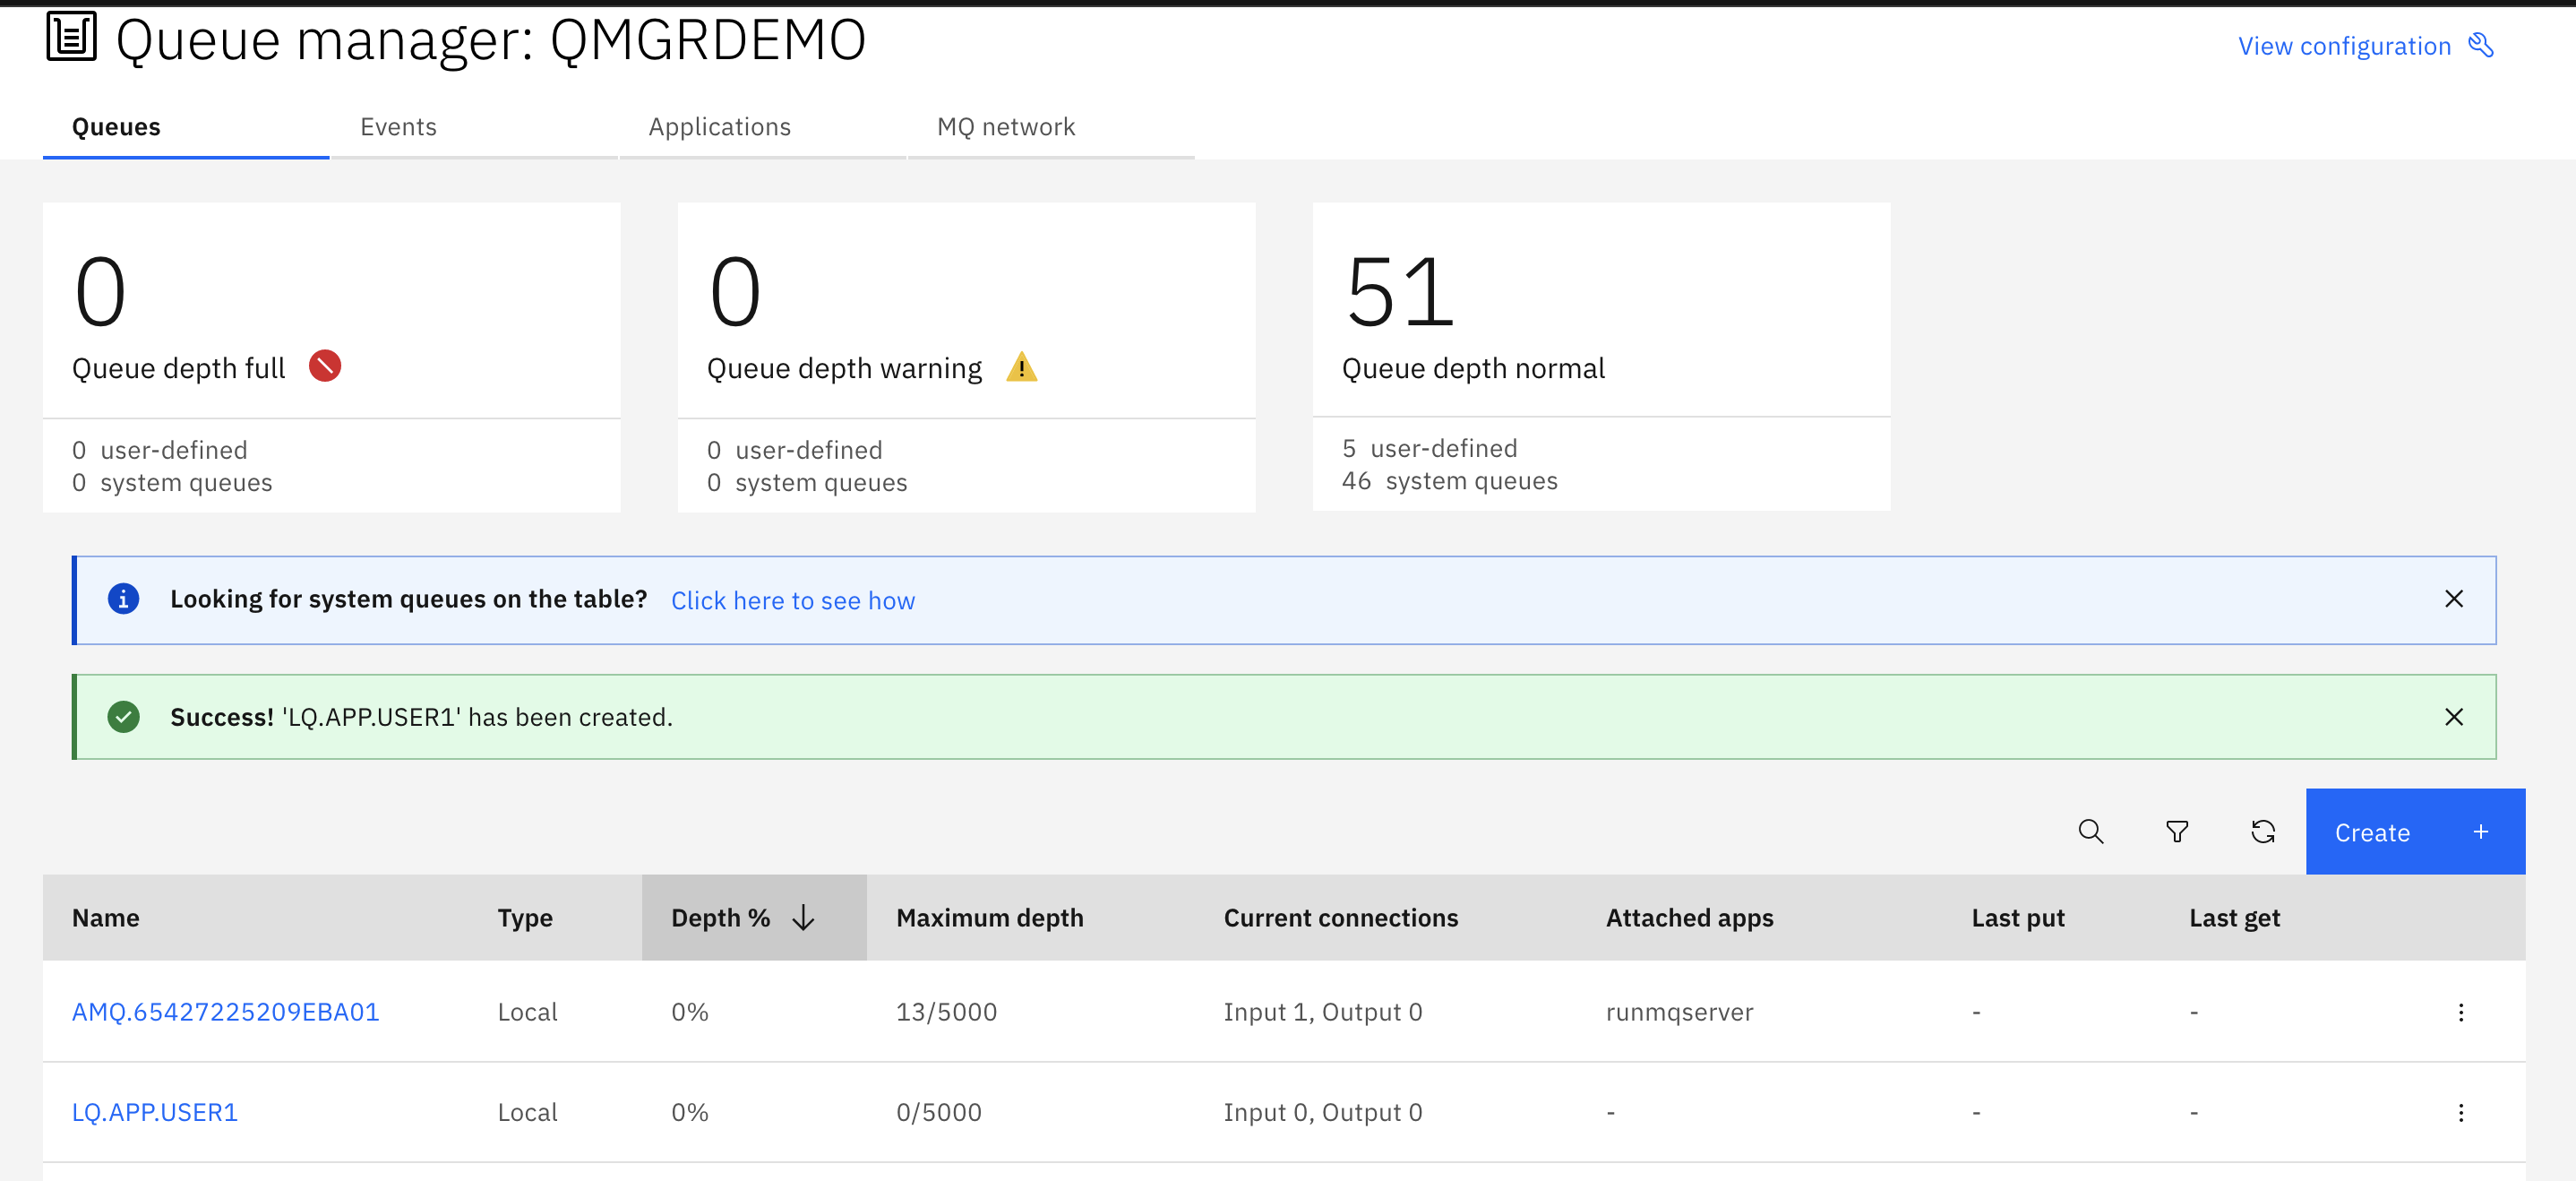 Queue manager: QMGRDEMO
View configuration
Queues Events Applications MQ network
0 0 51
Queue depth full Queue depth warning Queue depth normal
0 user-defined 0 user-defined 5 user-defined
0 system queues 0 system queues 46 system queues
Looking for system queues on the table? Click here to see how
Success! 'LQ.APP.USER1' has been created.
Create +
Name Type Depth % Maximum depth Current connections Attached apps Last put Last get
AMQ.65427225209EBA01 Local 0% 13/5000 Input 1, Output 0 runmqserver - -
LQ.APP.USER1 Local 0% 0/5000 Input 0, Output 0 - - -